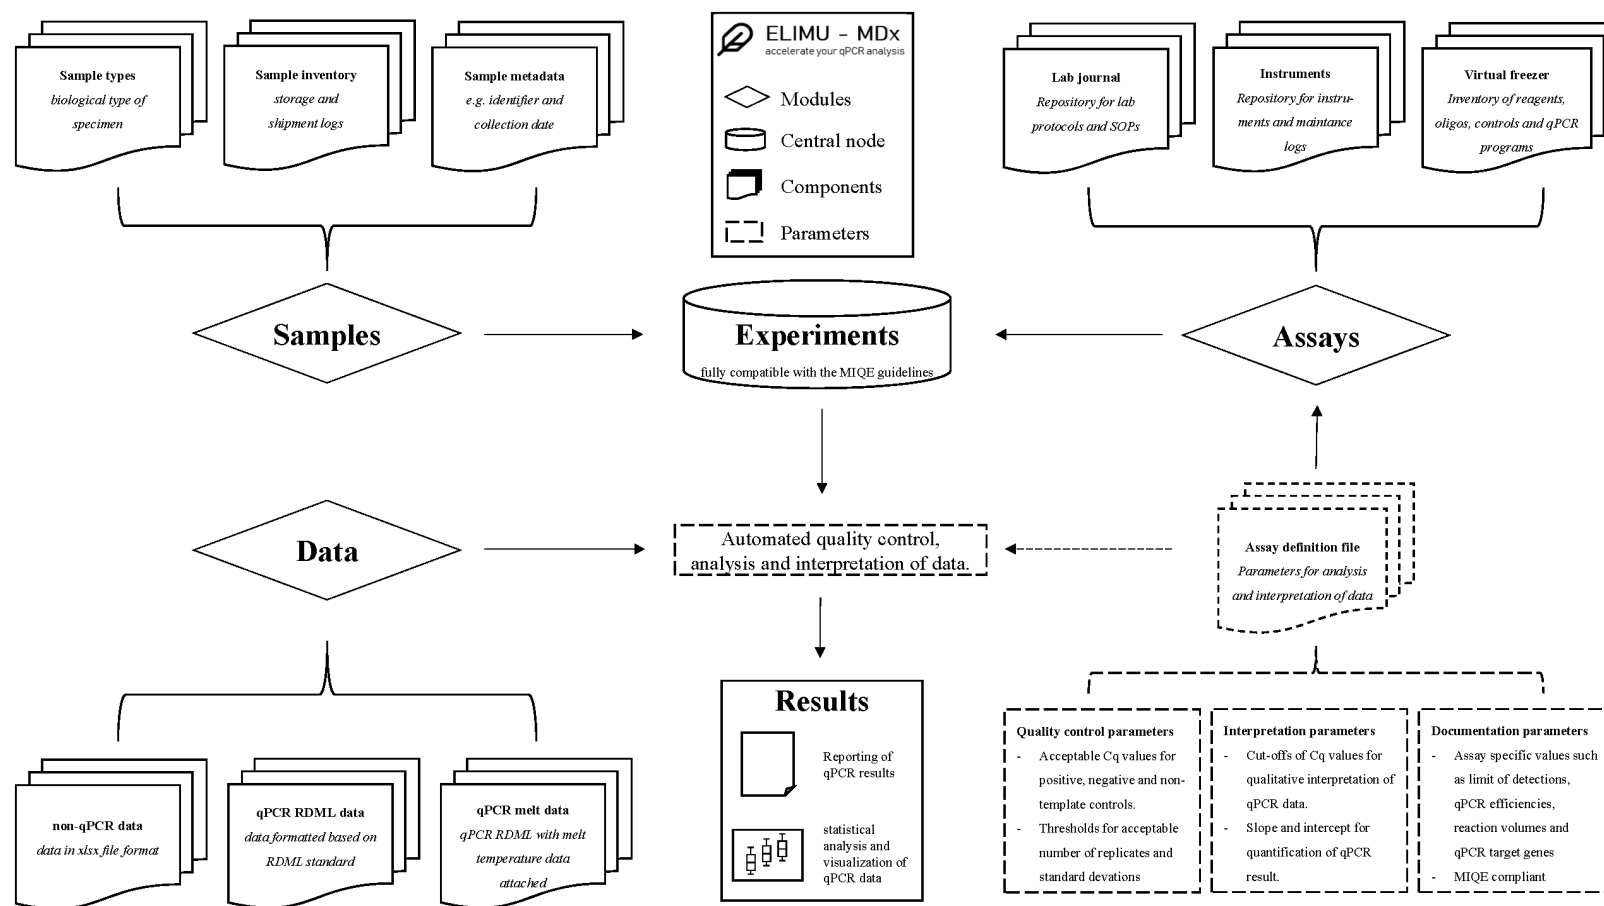 Sample types
biological type of
specimen
Sample inventory
storage and
shipment logs
Sample metadada
e.g. identifier and
collection date
ELIMU - MDx
accelerate your qPCR analysis
Modules
Central node
Components
Parameters
Lab journal
Repository for lab
protocols and SOPs
Instruments
Repository for instru-
ments and maintance
logs
Virtual freezer
Inventory of reagents,
oligos, controls and qPCR
programs
Samples
Experiments
fully compatible with the MIQE guidelines
Assays
Data
Automated quality control,
analysis and interpretation of data.
Assay definition file
Parameters for analysis
and interpretation of data
non-qPCR data
data in xlsx file format
qPCR RDML data
data formatted based on
RDML standard
qPCR melt data
qPCR RDML with melt
temperature data
attached
Results
Reporting of
qPCR results
statistical
analysis and
visualization of
qPCR data
Quality control parameters
- Acceptable Cq values for
positive, negative and non-
template controls.
- Thresholds for acceptable
number of replicates and
standard devations
Interpretation parameters
- Cut-offs of Cq values for
qualitative interpretation of
qPCR data.
- Slope and intercept for
quantification of qPCR
result.
Documentation parameters
- Assay specific values such
as limit of detections,
qPCR efficiencies,
reaction volumes and
qPCR target genes
- MIQE compliant